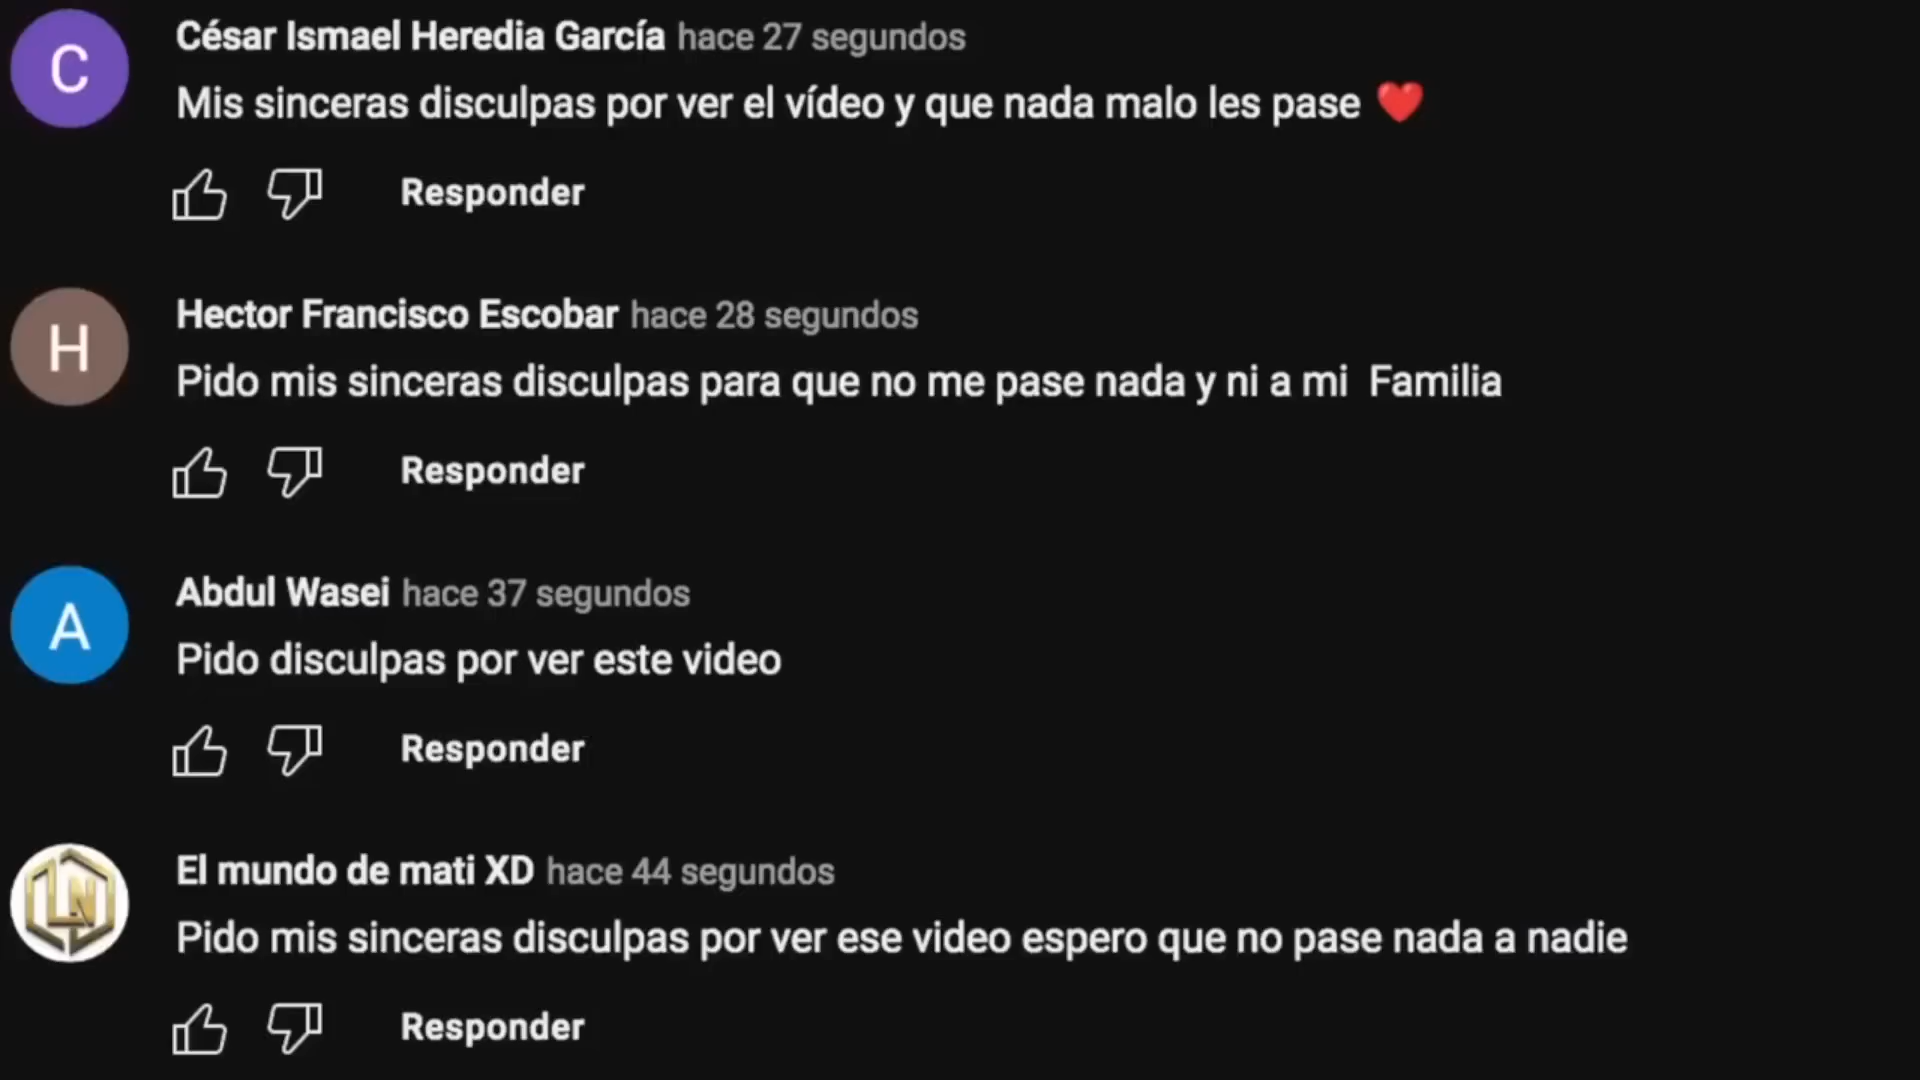 C
César Ismael Heredia García hace 27 segundos
Mis sinceras disculpas por ver el vídeo y que nada malo les pase ❤️
Responder
H
Hector Francisco Escobar hace 28 segundos
Pido mis sinceras disculpas para que no me pase nada y ni a mi  Familia
Responder
A
Abdul Wasei hace 37 segundos
Pido disculpas por ver este video
Responder
LN
El mundo de mati XD hace 44 segundos
Pido mis sinceras disculpas por ver ese video espero que no pase nada a nadie
Responder